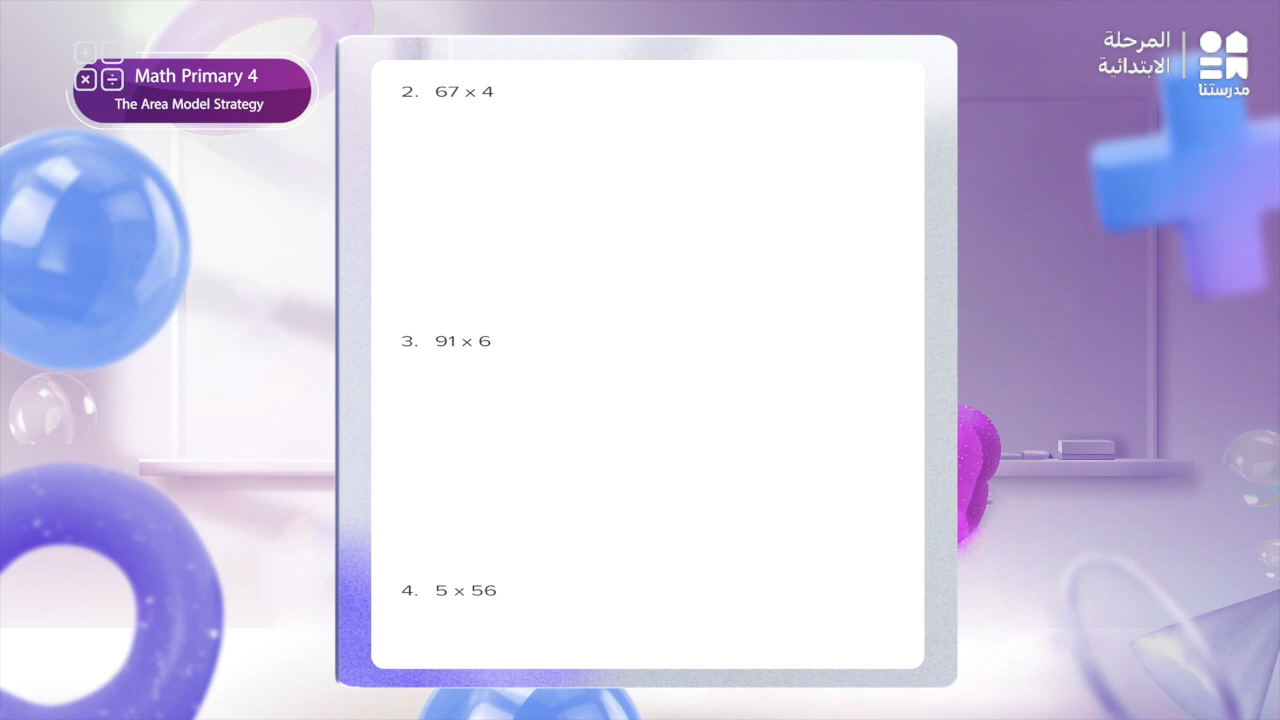 Math Primary 4
The Area Model Strategy
المرحلة
الابتدائية
مدرستنا
2. 67 × 4
3. 91 × 6
4. 5 × 56